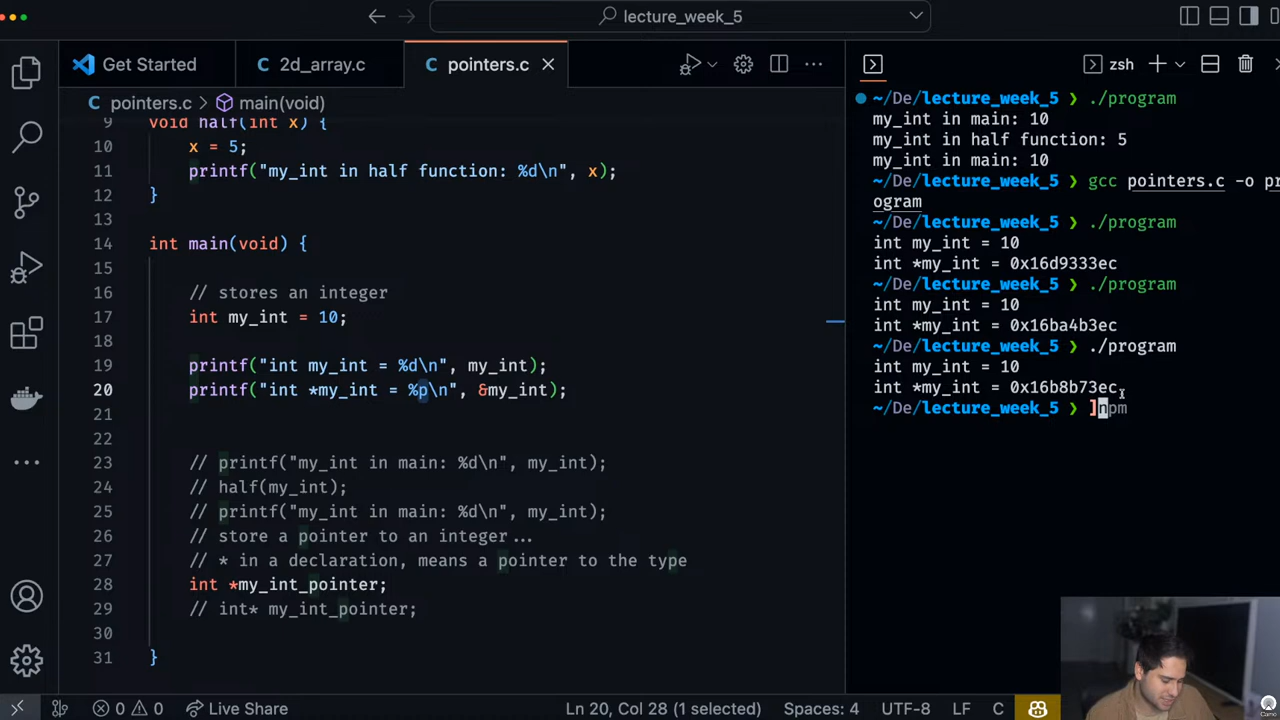 lecture_week_5
Get Started
C 2d_array.c
C pointers.c
zsh
C pointers.c > main(void)
9 void half(int x) {
10 x = 5;
11 printf("my_int in half function: %d\n", x);
12 }
13
14 int main(void) {
15
16 // stores an integer
17 int my_int = 10;
18
19 printf("int my_int = %d\n", my_int);
20 printf("int *my_int = %p\n", &my_int);
21
22
23 // printf("my_int in main: %d\n", my_int);
24 // half(my_int);
25 // printf("my_int in main: %d\n", my_int);
26 // store a pointer to an integer...
27 // * in a declaration, means a pointer to the type
28 int *my_int_pointer;
29 // int* my_int_pointer;
30
31 }
~/De/lecture_week_5 ❯ ./program
my_int in main: 10
my_int in half function: 5
my_int in main: 10
~/De/lecture_week_5 ❯ gcc pointers.c -o pr
ogram
~/De/lecture_week_5 ❯ ./program
int my_int = 10
int *my_int = 0x16d9333ec
~/De/lecture_week_5 ❯ ./program
int my_int = 10
int *my_int = 0x16ba4b3ec
~/De/lecture_week_5 ❯ ./program
int my_int = 10
int *my_int = 0x16b8b73ec
~/De/lecture_week_5 ❯ ]npm
0 0 Live Share
Ln 20, Col 28 (1 selected) Spaces: 4 UTF-8 LF C
Camo